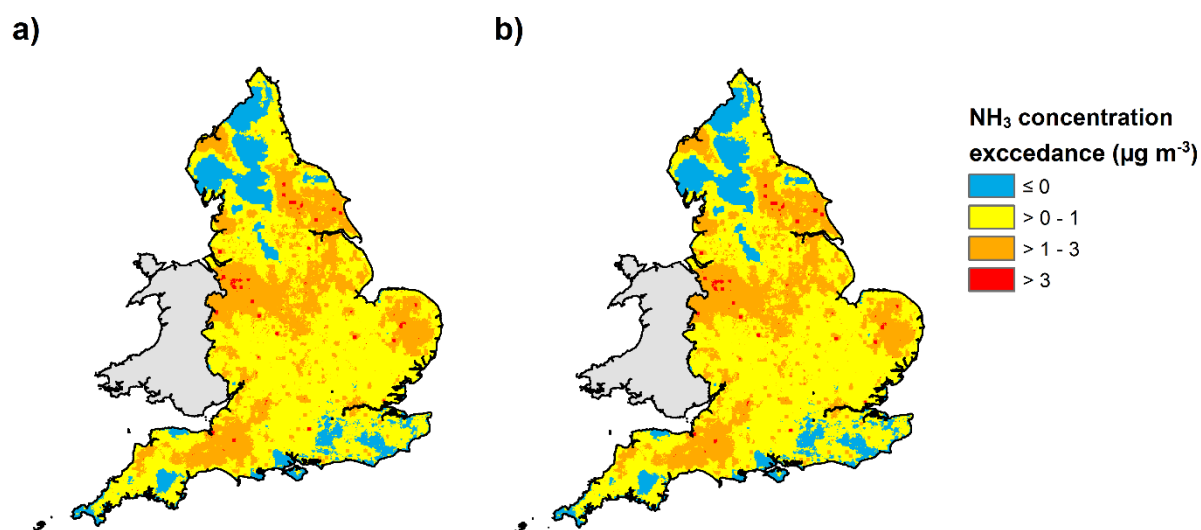 a)
b)
NH₃ concentration
exccedance (µg m⁻³)
≤ 0
> 0 - 1
> 1 - 3
> 3